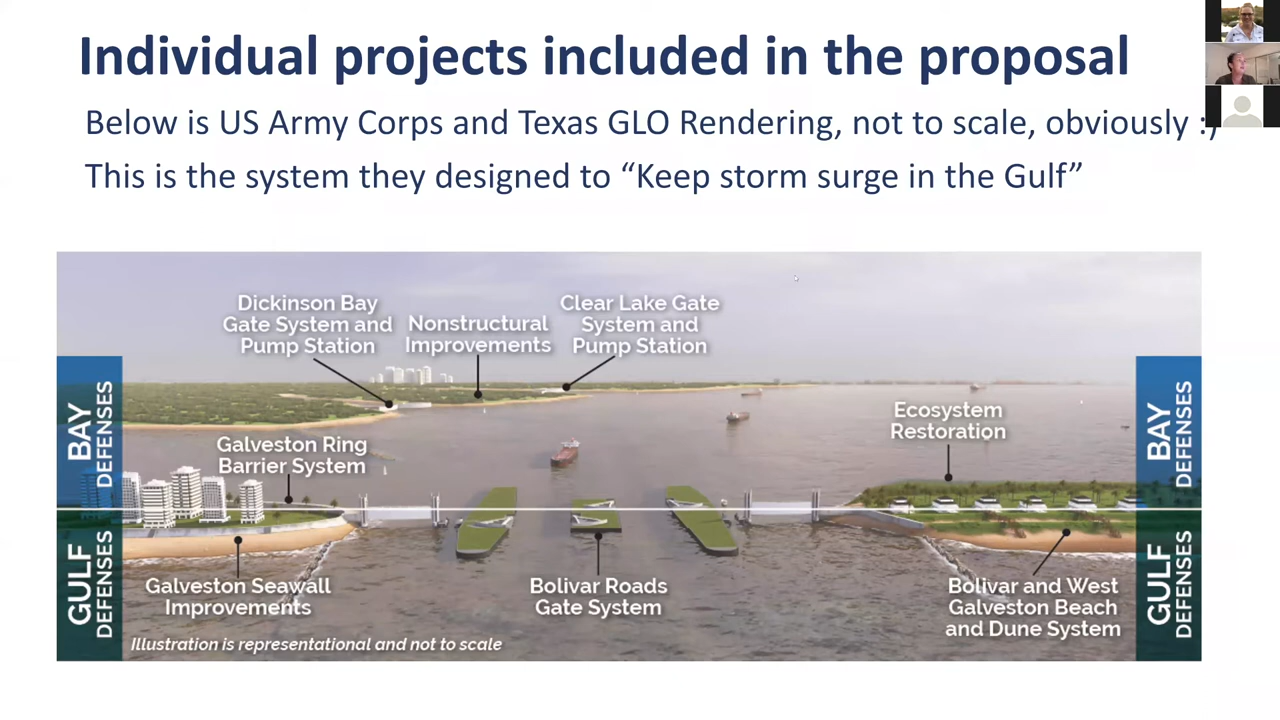 Individual projects included in the proposal
Below is US Army Corps and Texas GLO Rendering, not to scale, obviously :)
This is the system they designed to “Keep storm surge in the Gulf”
Dickinson Bay
Gate System and
Pump Station
Nonstructural
Improvements
Clear Lake Gate
System and
Pump Station
BAY
DEFENSES
Galveston Ring
Barrier System
Ecosystem
Restoration
BAY
DEFENSES
GULF
DEFENSES
Galveston Seawall
Improvements
Bolivar Roads
Gate System
Bolivar and West
Galveston Beach
and Dune System
GULF
DEFENSES
Illustration is representational and not to scale